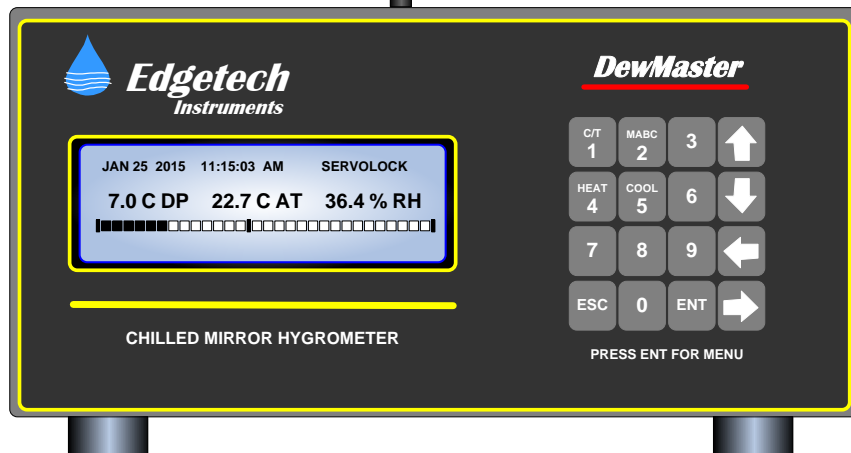 Edgetech
Instruments
DewMaster
JAN 25 2015 11:15:03 AM SERVOLOCK
7.0 C DP 22.7 C AT 36.4 % RH
CHILLED MIRROR HYGROMETER
C/T MABC
1 2 3
HEAT COOL
4 5 6
7 8 9
ESC 0 ENT
PRESS ENT FOR MENU